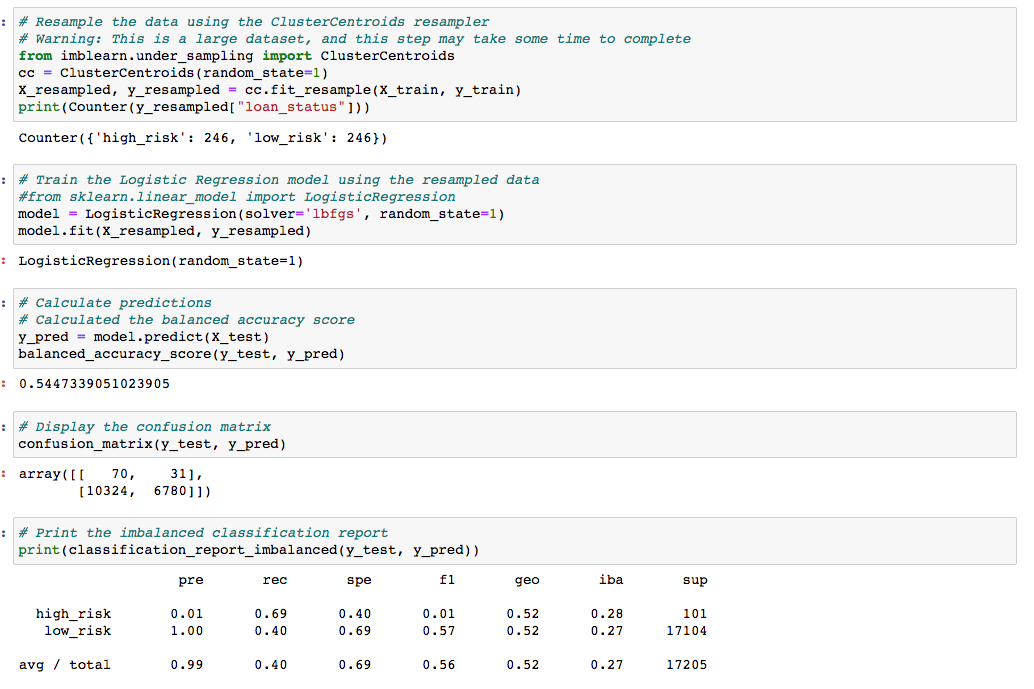 : # Resample the data using the ClusterCentroids resampler
# Warning: This is a large dataset, and this step may take some time to complete
from imblearn.under_sampling import ClusterCentroids
cc = ClusterCentroids(random_state=1)
X_resampled, y_resampled = cc.fit_resample(X_train, y_train)
print(Counter(y_resampled["loan_status"]))
Counter({'high_risk': 246, 'low_risk': 246})
: # Train the Logistic Regression model using the resampled data
#from sklearn.linear_model import LogisticRegression
model = LogisticRegression(solver='lbfgs', random_state=1)
model.fit(X_resampled, y_resampled)
: LogisticRegression(random_state=1)
: # Calculate predictions
# Calculated the balanced accuracy score
y_pred = model.predict(X_test)
balanced_accuracy_score(y_test, y_pred)
: 0.5447339051023905
: # Display the confusion matrix
confusion_matrix(y_test, y_pred)
: array([[   70,    31],
       [10324,  6780]])
: # Print the imbalanced classification report
print(classification_report_imbalanced(y_test, y_pred))
pre rec spe f1 geo iba sup
high_risk 0.01 0.69 0.40 0.01 0.52 0.28 101
low_risk 1.00 0.40 0.69 0.57 0.52 0.27 17104
avg / total 0.99 0.40 0.69 0.56 0.52 0.27 17205